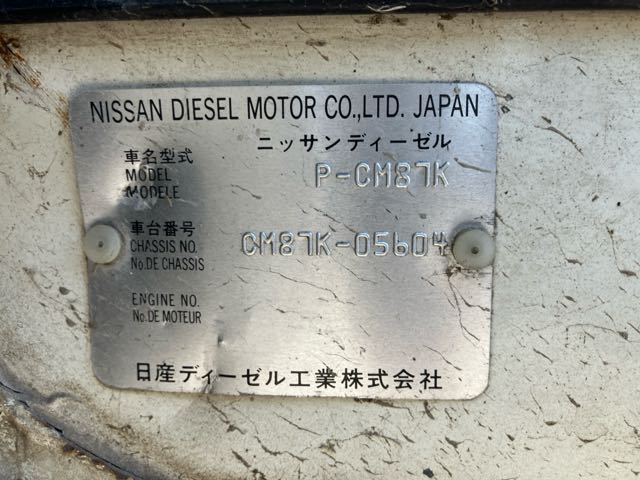 NISSAN DIESEL MOTOR CO.,LTD. JAPAN
ニッサンディーゼル
車名型式
MODEL
MODELE
P-CM87K
車台番号
CHASSIS NO.
No.DE CHASSIS
CM87K-05604
ENGINE NO.
No.DE MOTEUR
日産ディーゼル工業株式会社